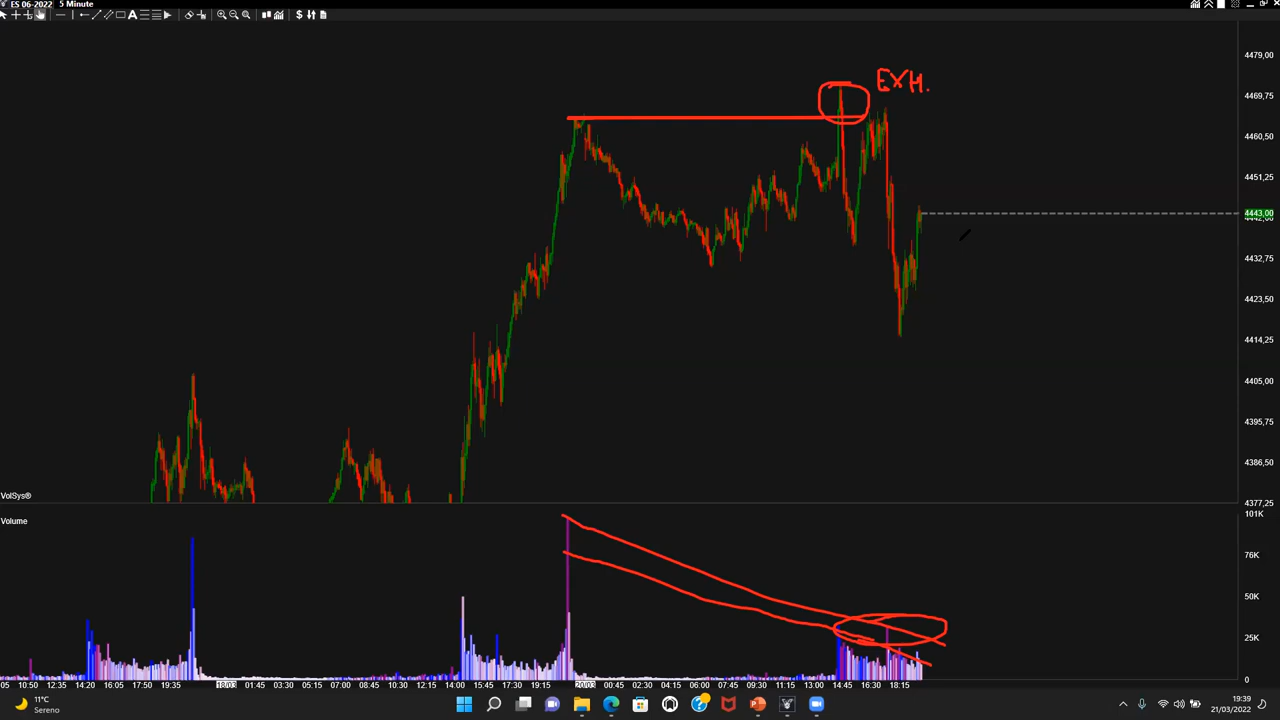 ES 06-2022 5 Minute
A $
EXH.
4479,00
4469,75
4460,50
4451,25
4443,00
4432,75
4423,50
4414,25
4405,00
4395,75
4386,50
4377,25
VolSys®
Volume
101K
76K
50K
25K
0
05 10:50 12:35 14:20 16:05 17:50 19:35 18/03 01:45 03:30 05:15 07:00 08:45 10:30 12:15 14:00 15:45 17:30 19:15 20/03 00:45 02:30 04:15 06:00 07:45 09:30 11:15 13:00 14:45 16:30 18:15
11°C
Sereno
19:39
21/03/2022